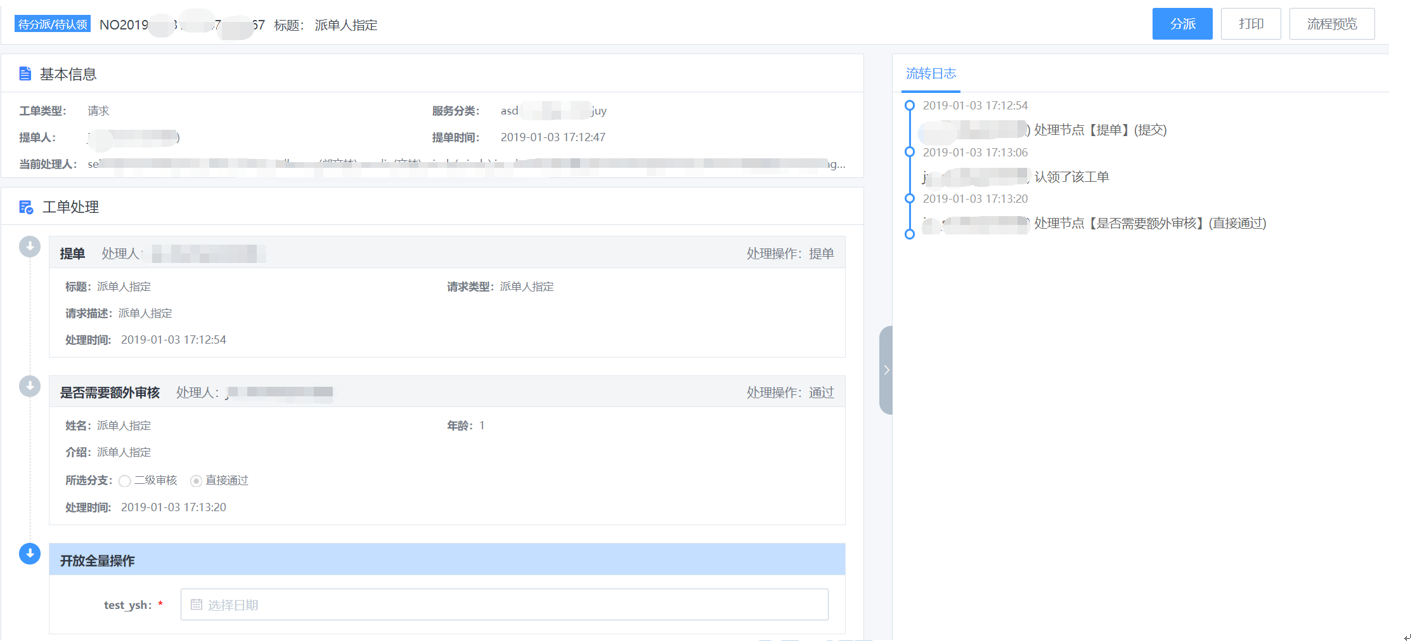 待分派/待认领 NO2019 3 7 67 标题： 派单人指定
分派 打印 流程预览
基本信息
工单类型： 请求 服务分类： asd juy
提单人： ) 提单时间： 2019-01-03 17:12:47
当前处理人： se g...
工单处理
提单 处理人： 处理操作：提单
标题：派单人指定 请求类型：派单人指定
请求描述：派单人指定
处理时间： 2019-01-03 17:12:54
是否需要额外审核 处理人： j 处理操作：通过
姓名：派单人指定 年龄：1
介绍：派单人指定
所选分支： 二级审核 直接通过
处理时间： 2019-01-03 17:13:20
开放全量操作
test_ysh： * 选择日期
流转日志
2019-01-03 17:12:54
) 处理节点【提单】(提交)
2019-01-03 17:13:06
j 认领了该工单
2019-01-03 17:13:20
处理节点【是否需要额外审核】(直接通过)